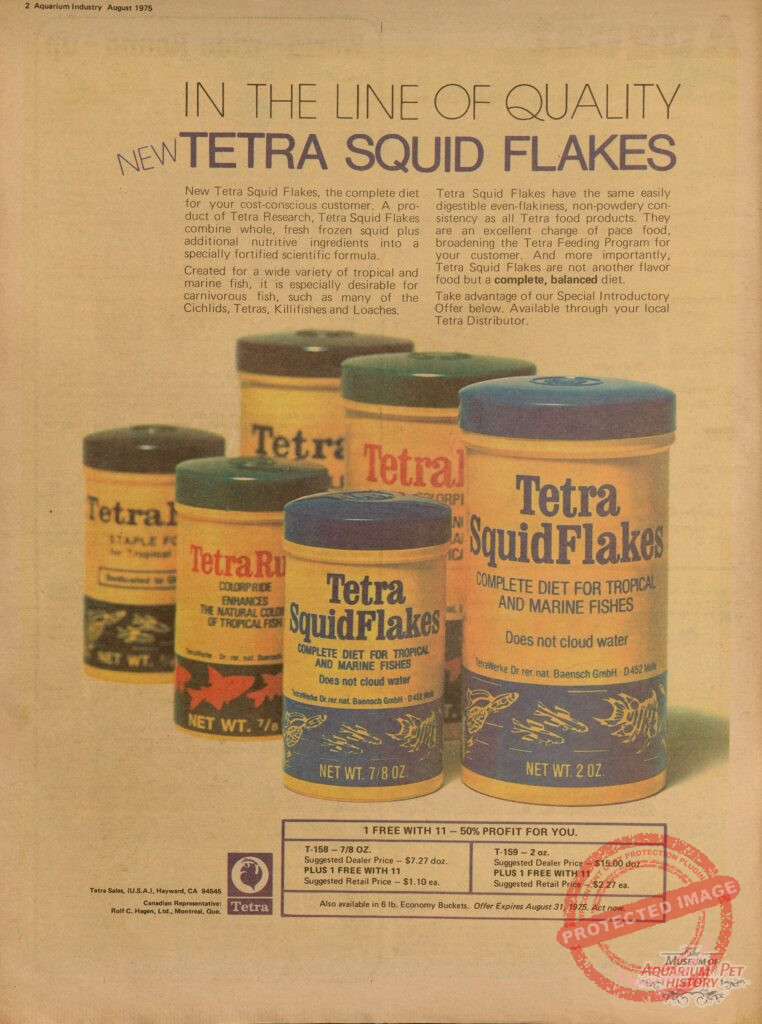 2 Aquarium Industry August 1975
IN THE LINE OF QUALITY
NEW TETRA SQUID FLAKES
New Tetra Squid Flakes, the complete diet
for your cost-conscious customer. A pro-
duct of Tetra Research, Tetra Squid Flakes
combine whole, fresh frozen squid plus
additional nutritive ingredients into a
specially fortified scientific formula.
Created for a wide variety of tropical and
marine fish, it is especially desirable for
carnivorous fish, such as many of the
Cichlids, Tetras, Killifishes and Loaches.
Tetra Squid Flakes have the same easily
digestible even-flakiness, non-powdery con-
sistency as all Tetra food products. They
are an excellent change of pace food,
broadening the Tetra Feeding Program for
your customer. And more importantly,
Tetra Squid Flakes are not another flavor
food but a complete, balanced diet.
Take advantage of our Special Introductory
Offer below. Available through your local
Tetra Distributor.
Tetra
STAPLE
for Tropical
NET WT.
Tetra
Tetra
TetraRu
COLORPRIDE
ENHANCES
THE NATURAL COLO
OF TROPICAL FISH
NET WT. 7/8
Tetra
SquidFlakes
COMPLETE DIET FOR TROPICAL
AND MARINE FISHES
Does not cloud water
TetraWerke Dr. rer. nat. Baensch GmbH · D 452 Melle
NET WT. 7/8 OZ.
Tetra
SquidFlakes
COMPLETE DIET FOR TROPICAL
AND MARINE FISHES
Does not cloud water
TetraWerke Dr. rer. nat. Baensch GmbH · D 452 Melle
NET WT. 2 OZ.
1 FREE WITH 11 – 50% PROFIT FOR YOU.
T-158 – 7/8 OZ.
Suggested Dealer Price – $7.27 doz.
PLUS 1 FREE WITH 11
Suggested Retail Price – $1.10 ea.
T-159 – 2 oz.
Suggested Dealer Price – $15.00 doz.
PLUS 1 FREE WITH 11
Suggested Retail Price – $2.27 ea.
Also available in 6 lb. Economy Buckets. Offer Expires August 31, 1975. Act now.
Tetra Sales, (U.S.A.), Hayward, CA 94545
Canadian Representative:
Rolf C. Hagen, Ltd., Montreal, Que.
Tetra
PROTECTED IMAGE
The
Museum of
Aquarium & Pet
History